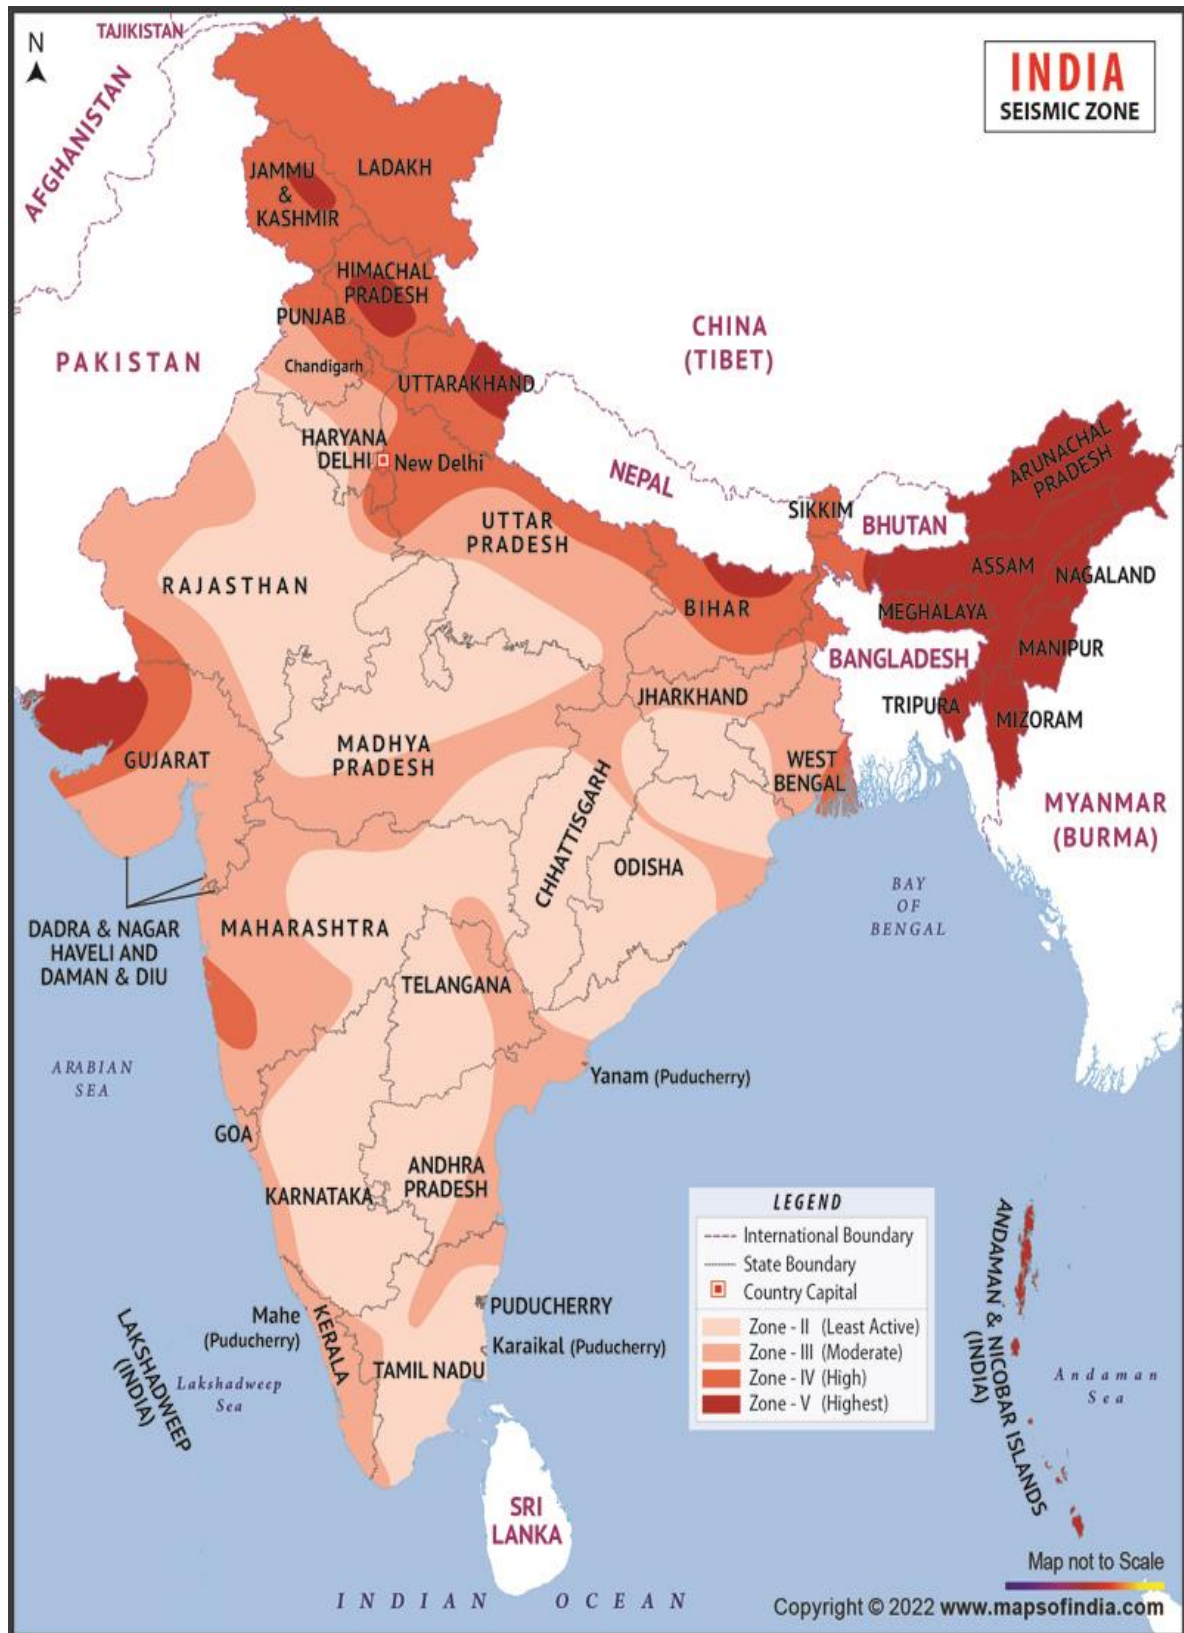 TAJIKISTAN
N
AFGHANISTAN
INDIA
SEISMIC ZONE
JAMMU
&
KASHMIR
LADAKH
HIMACHAL
PRADESH
PUNJAB
CHINA
(TIBET)
PAKISTAN
Chandigarh
UTTARAKHAND
HARYANA
DELHI
New Delhi
NEPAL
ARUNACHAL
PRADESH
SIKKIM
BHUTAN
UTTAR
PRADESH
ASSAM
NAGALAND
RAJASTHAN
BIHAR
MEGHALAYA
MANIPUR
BANGLADESH
JHARKHAND
TRIPURA
MIZORAM
GUJARAT
MADHYA
PRADESH
WEST
BENGAL
CHHATTISGARH
MYANMAR
(BURMA)
ODISHA
BAY
OF
BENGAL
DADRA & NAGAR
HAVELI AND
DAMAN & DIU
MAHARASHTRA
TELANGANA
ARABIAN
SEA
Yanam (Puducherry)
GOA
ANDHRA
PRADESH
KARNATAKA
LEGEND
International Boundary
State Boundary
Country Capital
Zone - II (Least Active)
Zone - III (Moderate)
Zone - IV (High)
Zone - V (Highest)
ANDAMAN & NICOBAR ISLANDS
(INDIA)
PUDUCHERRY
Mahe
(Puducherry)
KERALA
Karaikal (Puducherry)
LAKSHADWEEP
(INDIA)
Lakshadweep
Sea
TAMIL NADU
Andaman
Sea
SRI
LANKA
Map not to Scale
INDIAN OCEAN
Copyright © 2022 www.mapsofindia.com